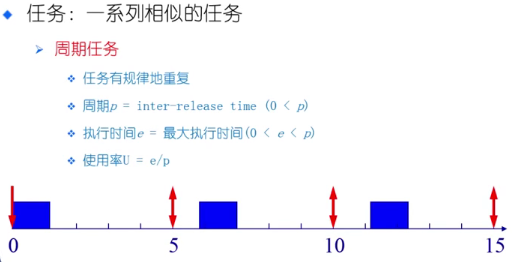 任务：一系列相似的任务
周期任务
任务有规律地重复
周期p = inter-release time (0 < p)
执行时间e = 最大执行时间(0 < e < p)
使用率U = e/p
0 5 10 15